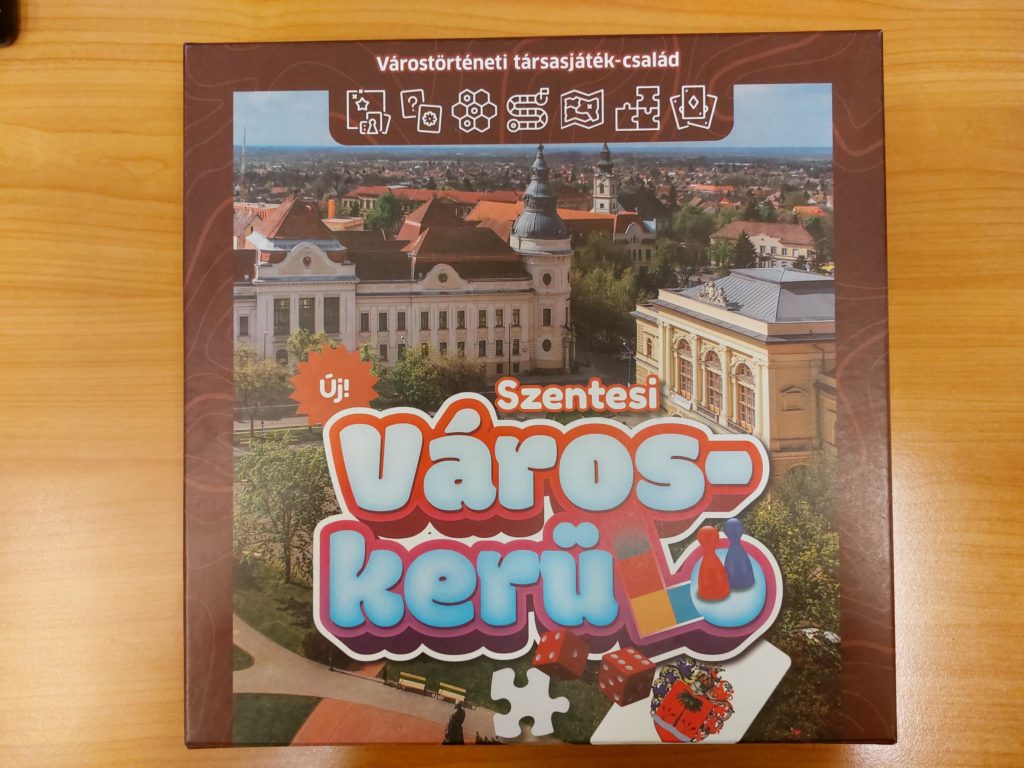 Várostörténeti társasjáték-család
Új!
Szentesi
Város-
kerülő